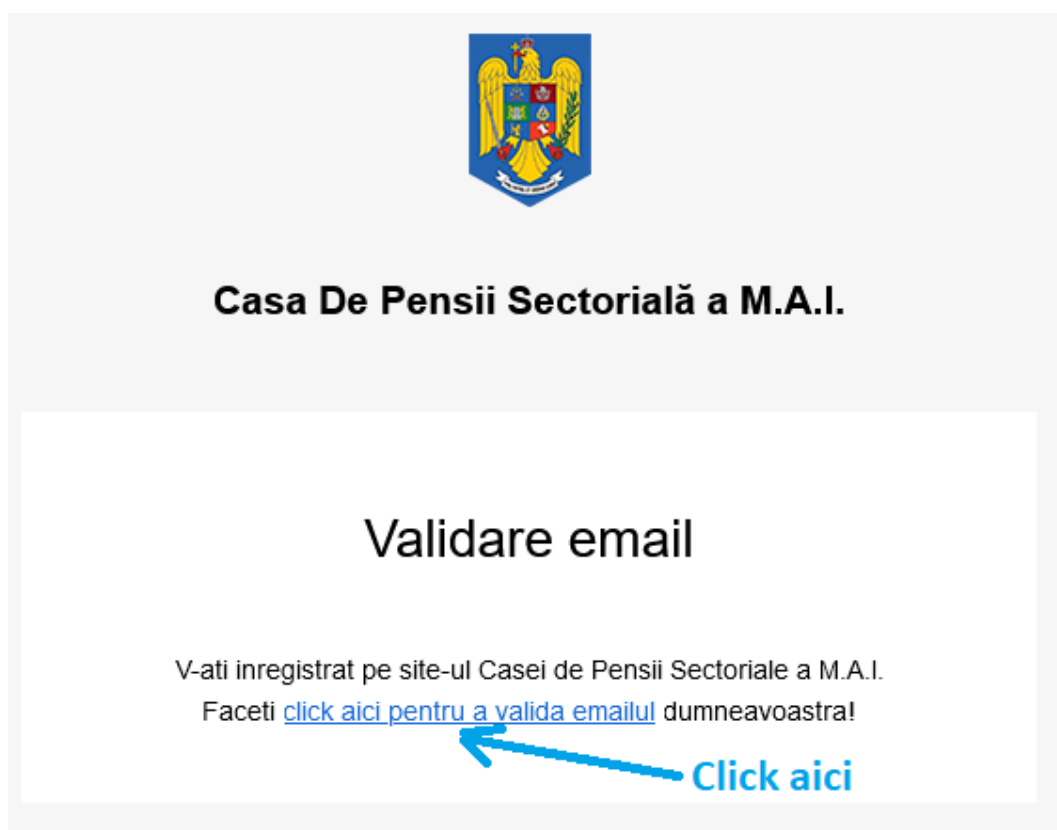 Casa De Pensii Sectorială a M.A.I.
Validare email
V-ati inregistrat pe site-ul Casei de Pensii Sectoriale a M.A.I.
Faceti click aici pentru a valida emailul dumneavoastra!
Click aici